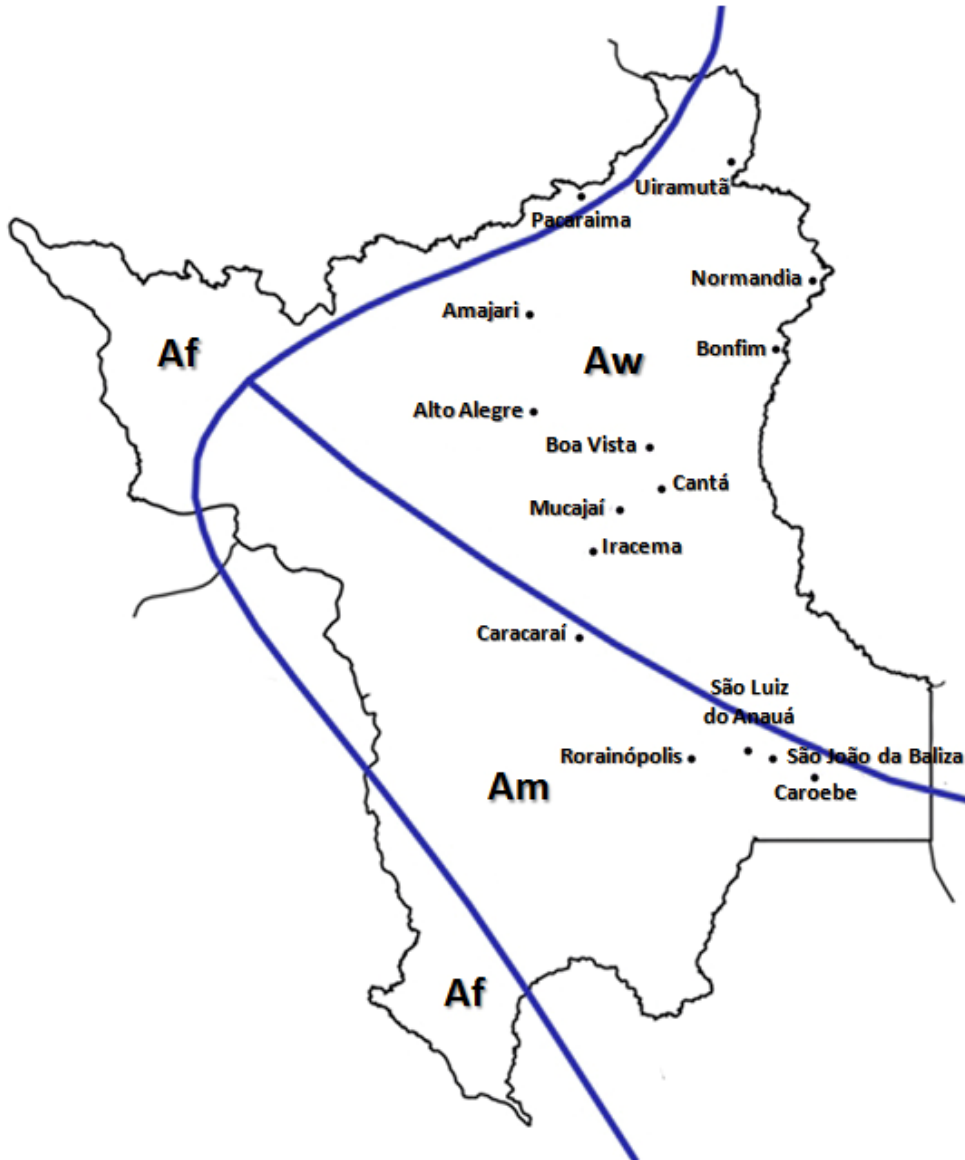 Uiramutã
Pacaraima
Normandia
Amajari
Af
Aw
Bonfim
Alto Alegre
Boa Vista
Cantá
Mucajaí
Iracema
Caracaraí
São Luiz
do Anauá
Rorainópolis
São João da Baliza
Am
Caroebe
Af